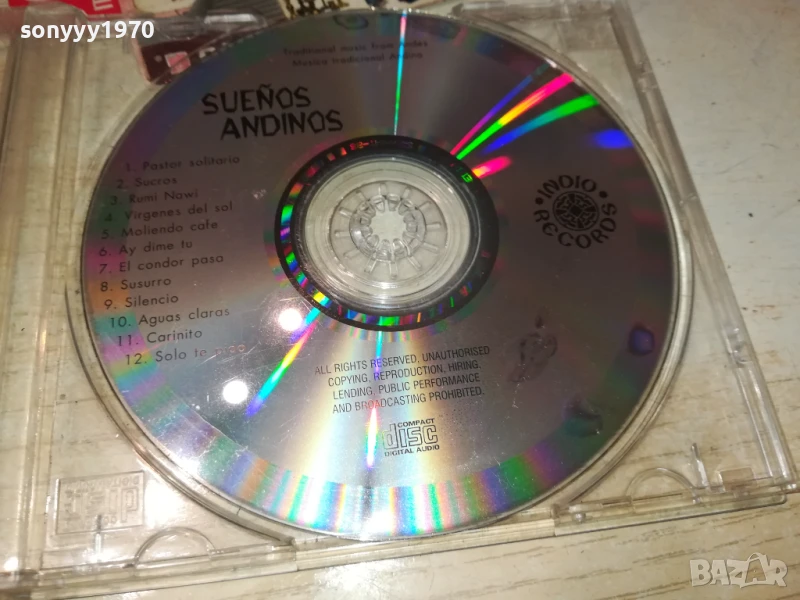 sonyyy1970
Traditional music from Andes
Musica tradicional Andina
SUEÑOS
ANDINOS
1. Pastor solitario
2. Sucros
3. Rumi Nawi
4. Virgenes del sol
5. Moliendo cafe
6. Ay dime tu
7. El condor pasa
8. Susurro
9. Silencio
10. Aguas claras
11. Carinito
12. Solo te
INDIO
RECORDS
ALL RIGHTS RESERVED. UNAUTHORISED
COPYING, REPRODUCTION, HIRING,
LENDING, PUBLIC PERFORMANCE
AND BROADCASTING PROHIBITED.
COMPACT
disc
DIGITAL AUDIO
BAZAR